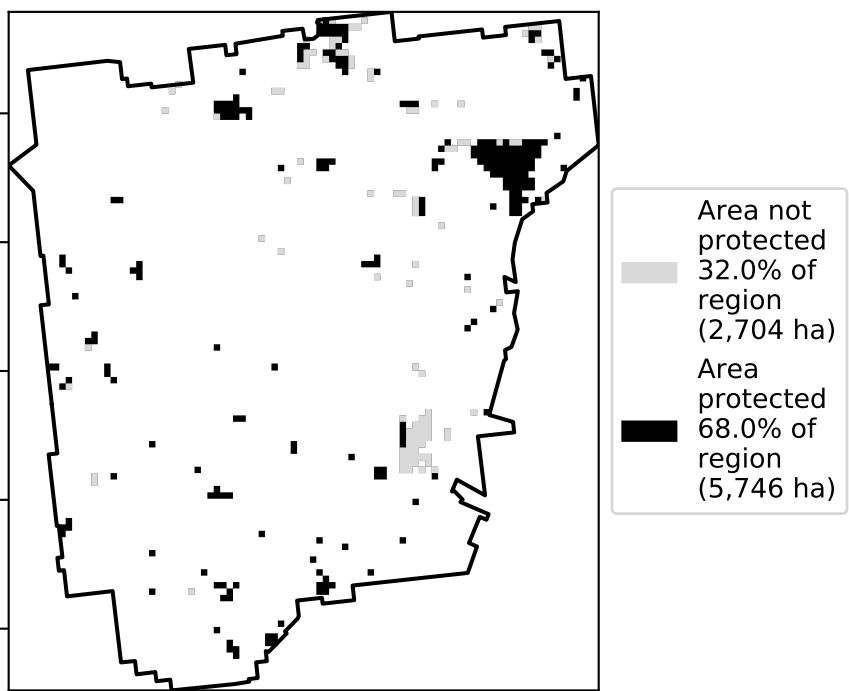 Area not
protected
32.0% of
region
(2,704 ha)
Area
protected
68.0% of
region
(5,746 ha)